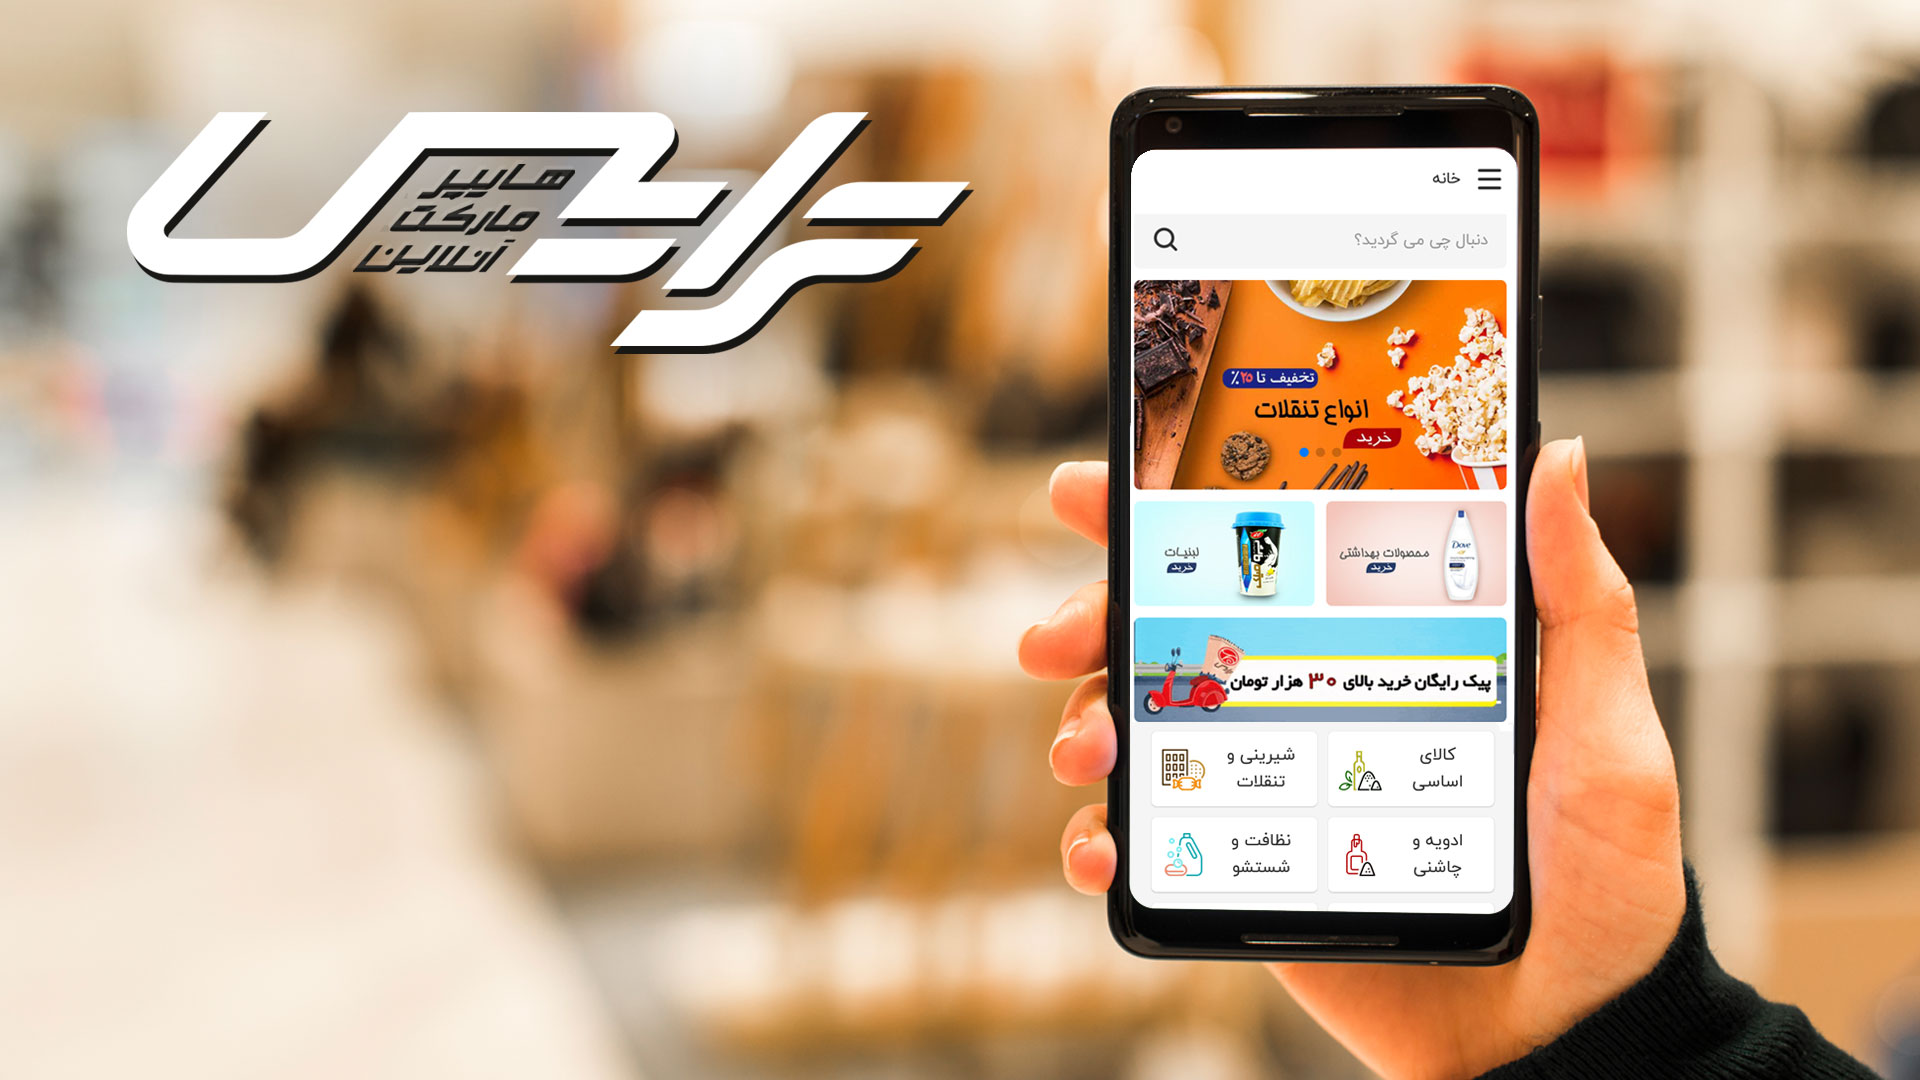 هایپر
مارکت
آنلاین
خانه
دنبال چی می گردید؟
تخفیف تا ۲۵٪
انواع تنقلات
خرید
محصولات بهداشتی
خرید
Dove
لبنیات
خرید
پیک رایگان خرید بالای ۳۰ هزار تومان
کالای
اساسی
شیرینی و
تنقلات
ادویه و
چاشنی
نظافت و
شستشو